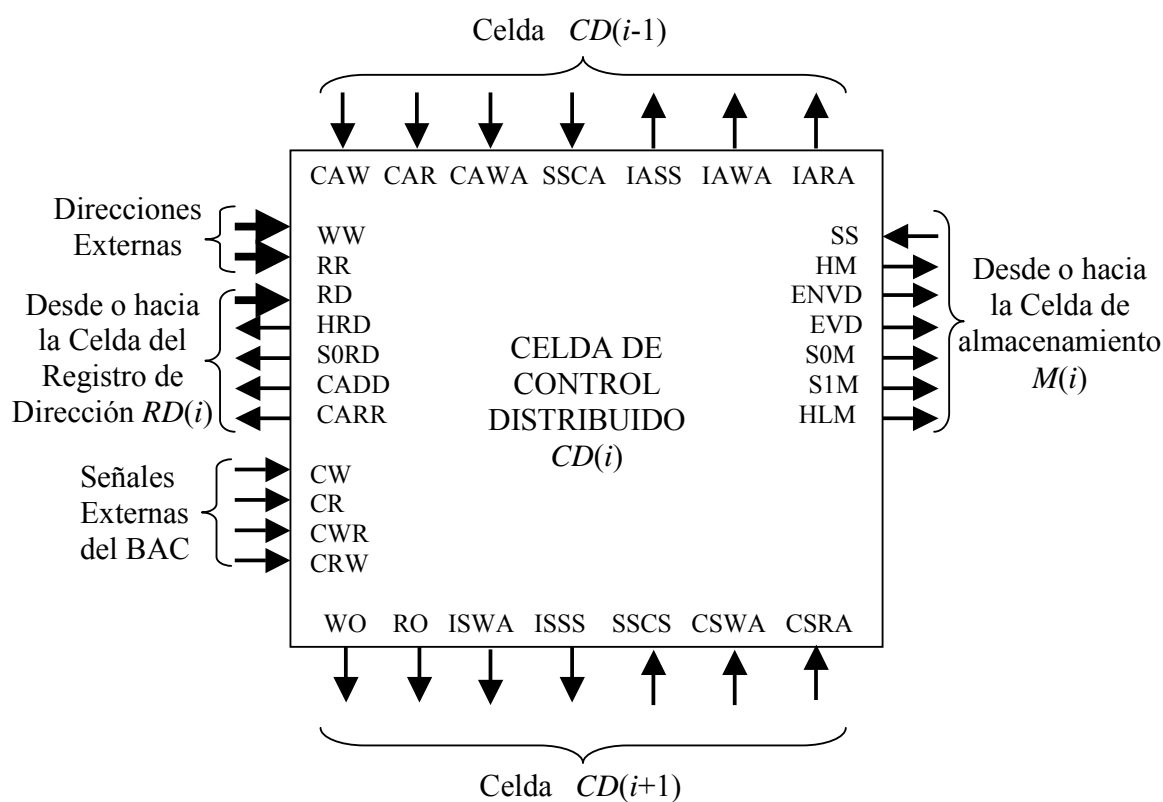 Celda CD(i-1)
CAW CAR CAWA SSCA IASS IAWA IARA
Direcciones
Externas
WW
RR
Desde o hacia
la Celda del
Registro de
Dirección RD(i)
RD
HRD
S0RD
CADD
CARR
Señales
Externas
del BAC
CW
CR
CWR
CRW
CELDA DE
CONTROL
DISTRIBUIDO
CD(i)
SS
HM
ENVD
EVD
S0M
S1M
HLM
Desde o hacia
la Celda de
almacenamiento
M(i)
WO RO ISWA ISSS SSCS CSWA CSRA
Celda CD(i+1)